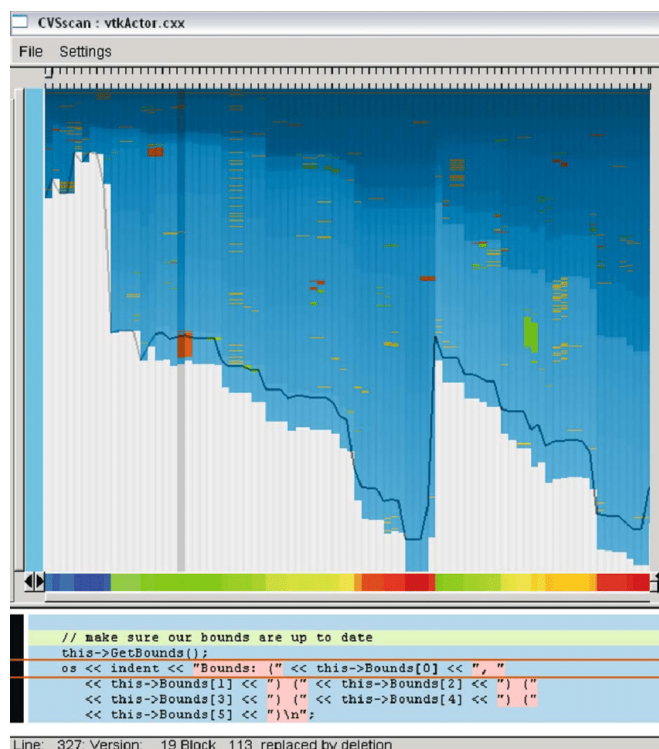 CVSscan : vtkActor.cxx
File Settings
// make sure our bounds are up to date
this->GetBounds();
os << indent << "Bounds: (" << this->Bounds[0] << ", "
<< this->Bounds[1] << ") (" << this->Bounds[2] << ") ("
<< this->Bounds[3] << ") (" << this->Bounds[4] << ") ("
<< this->Bounds[5] << ")\n";
Line: 327; Version: 19 Block 113 replaced by deletion